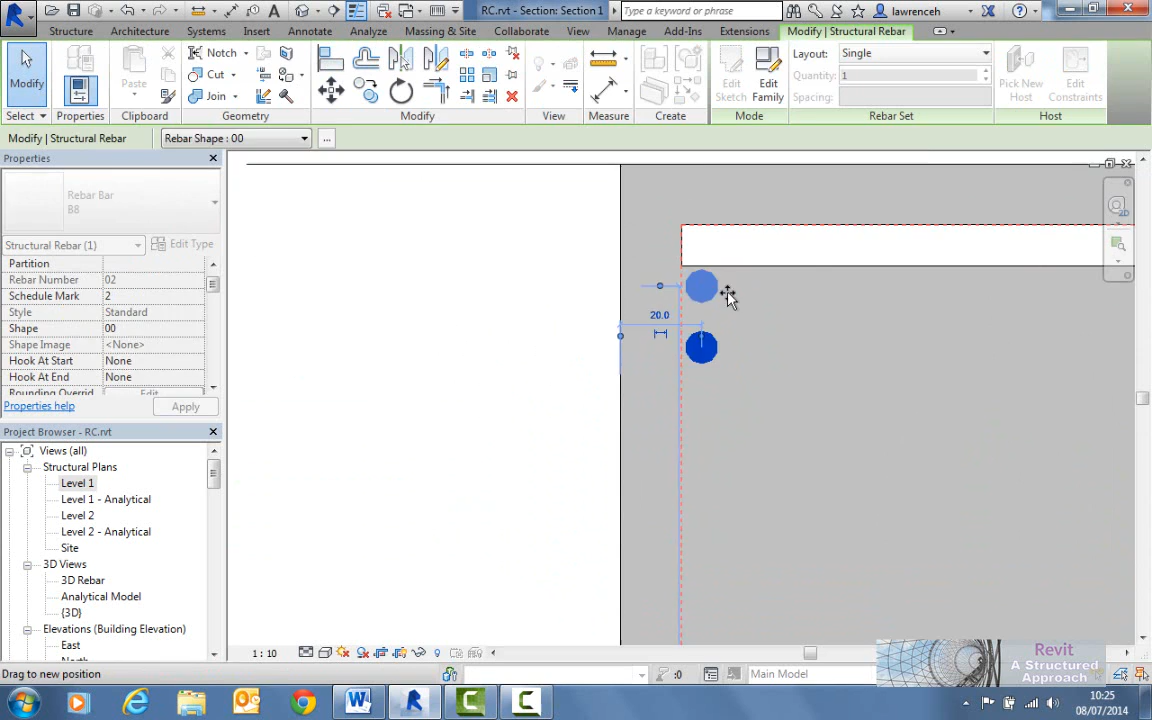 RC.rvt - Section: Section 1
Type a keyword or phrase
lawrenceh
Structure
Architecture
Systems
Insert
Annotate
Analyze
Massing & Site
Collaborate
View
Manage
Add-Ins
Extensions
Modify | Structural Rebar
Modify
Paste
Notch
Cut
Join
Edit Sketch
Edit Family
Layout:
Single
Quantity:
1
Spacing:
Pick New Host
Edit Constraints
Select
Properties
Clipboard
Geometry
Modify
View
Measure
Create
Mode
Rebar Set
Host
Modify | Structural Rebar
Rebar Shape : 00
...
Properties
Rebar Bar
B8
Structural Rebar (1)
Edit Type
Partition
Rebar Number 02
Schedule Mark 2
Style Standard
Shape 00
Shape Image <None>
Hook At Start None
Hook At End None
Rounding Overrid Edit...
Properties help
Apply
Project Browser - RC.rvt
Views (all)
Structural Plans
Level 1
Level 1 - Analytical
Level 2
Level 2 - Analytical
Site
3D Views
3D Rebar
Analytical Model
{3D}
Elevations (Building Elevation)
East
North
20.0
2D
1 : 10
Revit
A Structured
Approach
Drag to new position
:0
Main Model
10:25
08/07/2014